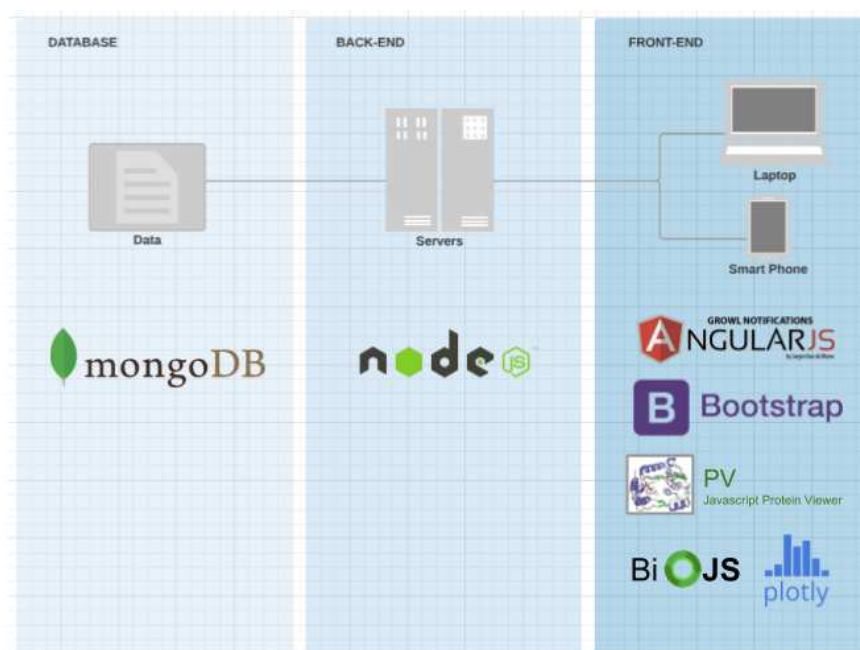 DATABASE
BACK-END
FRONT-END
Laptop
Data
Servers
Smart Phone
mongoDB
node
JS
GROWL NOTIFICATIONS
ANGULARJS
B Bootstrap
PV
Javascript Protein Viewer
BiOJS
plotly